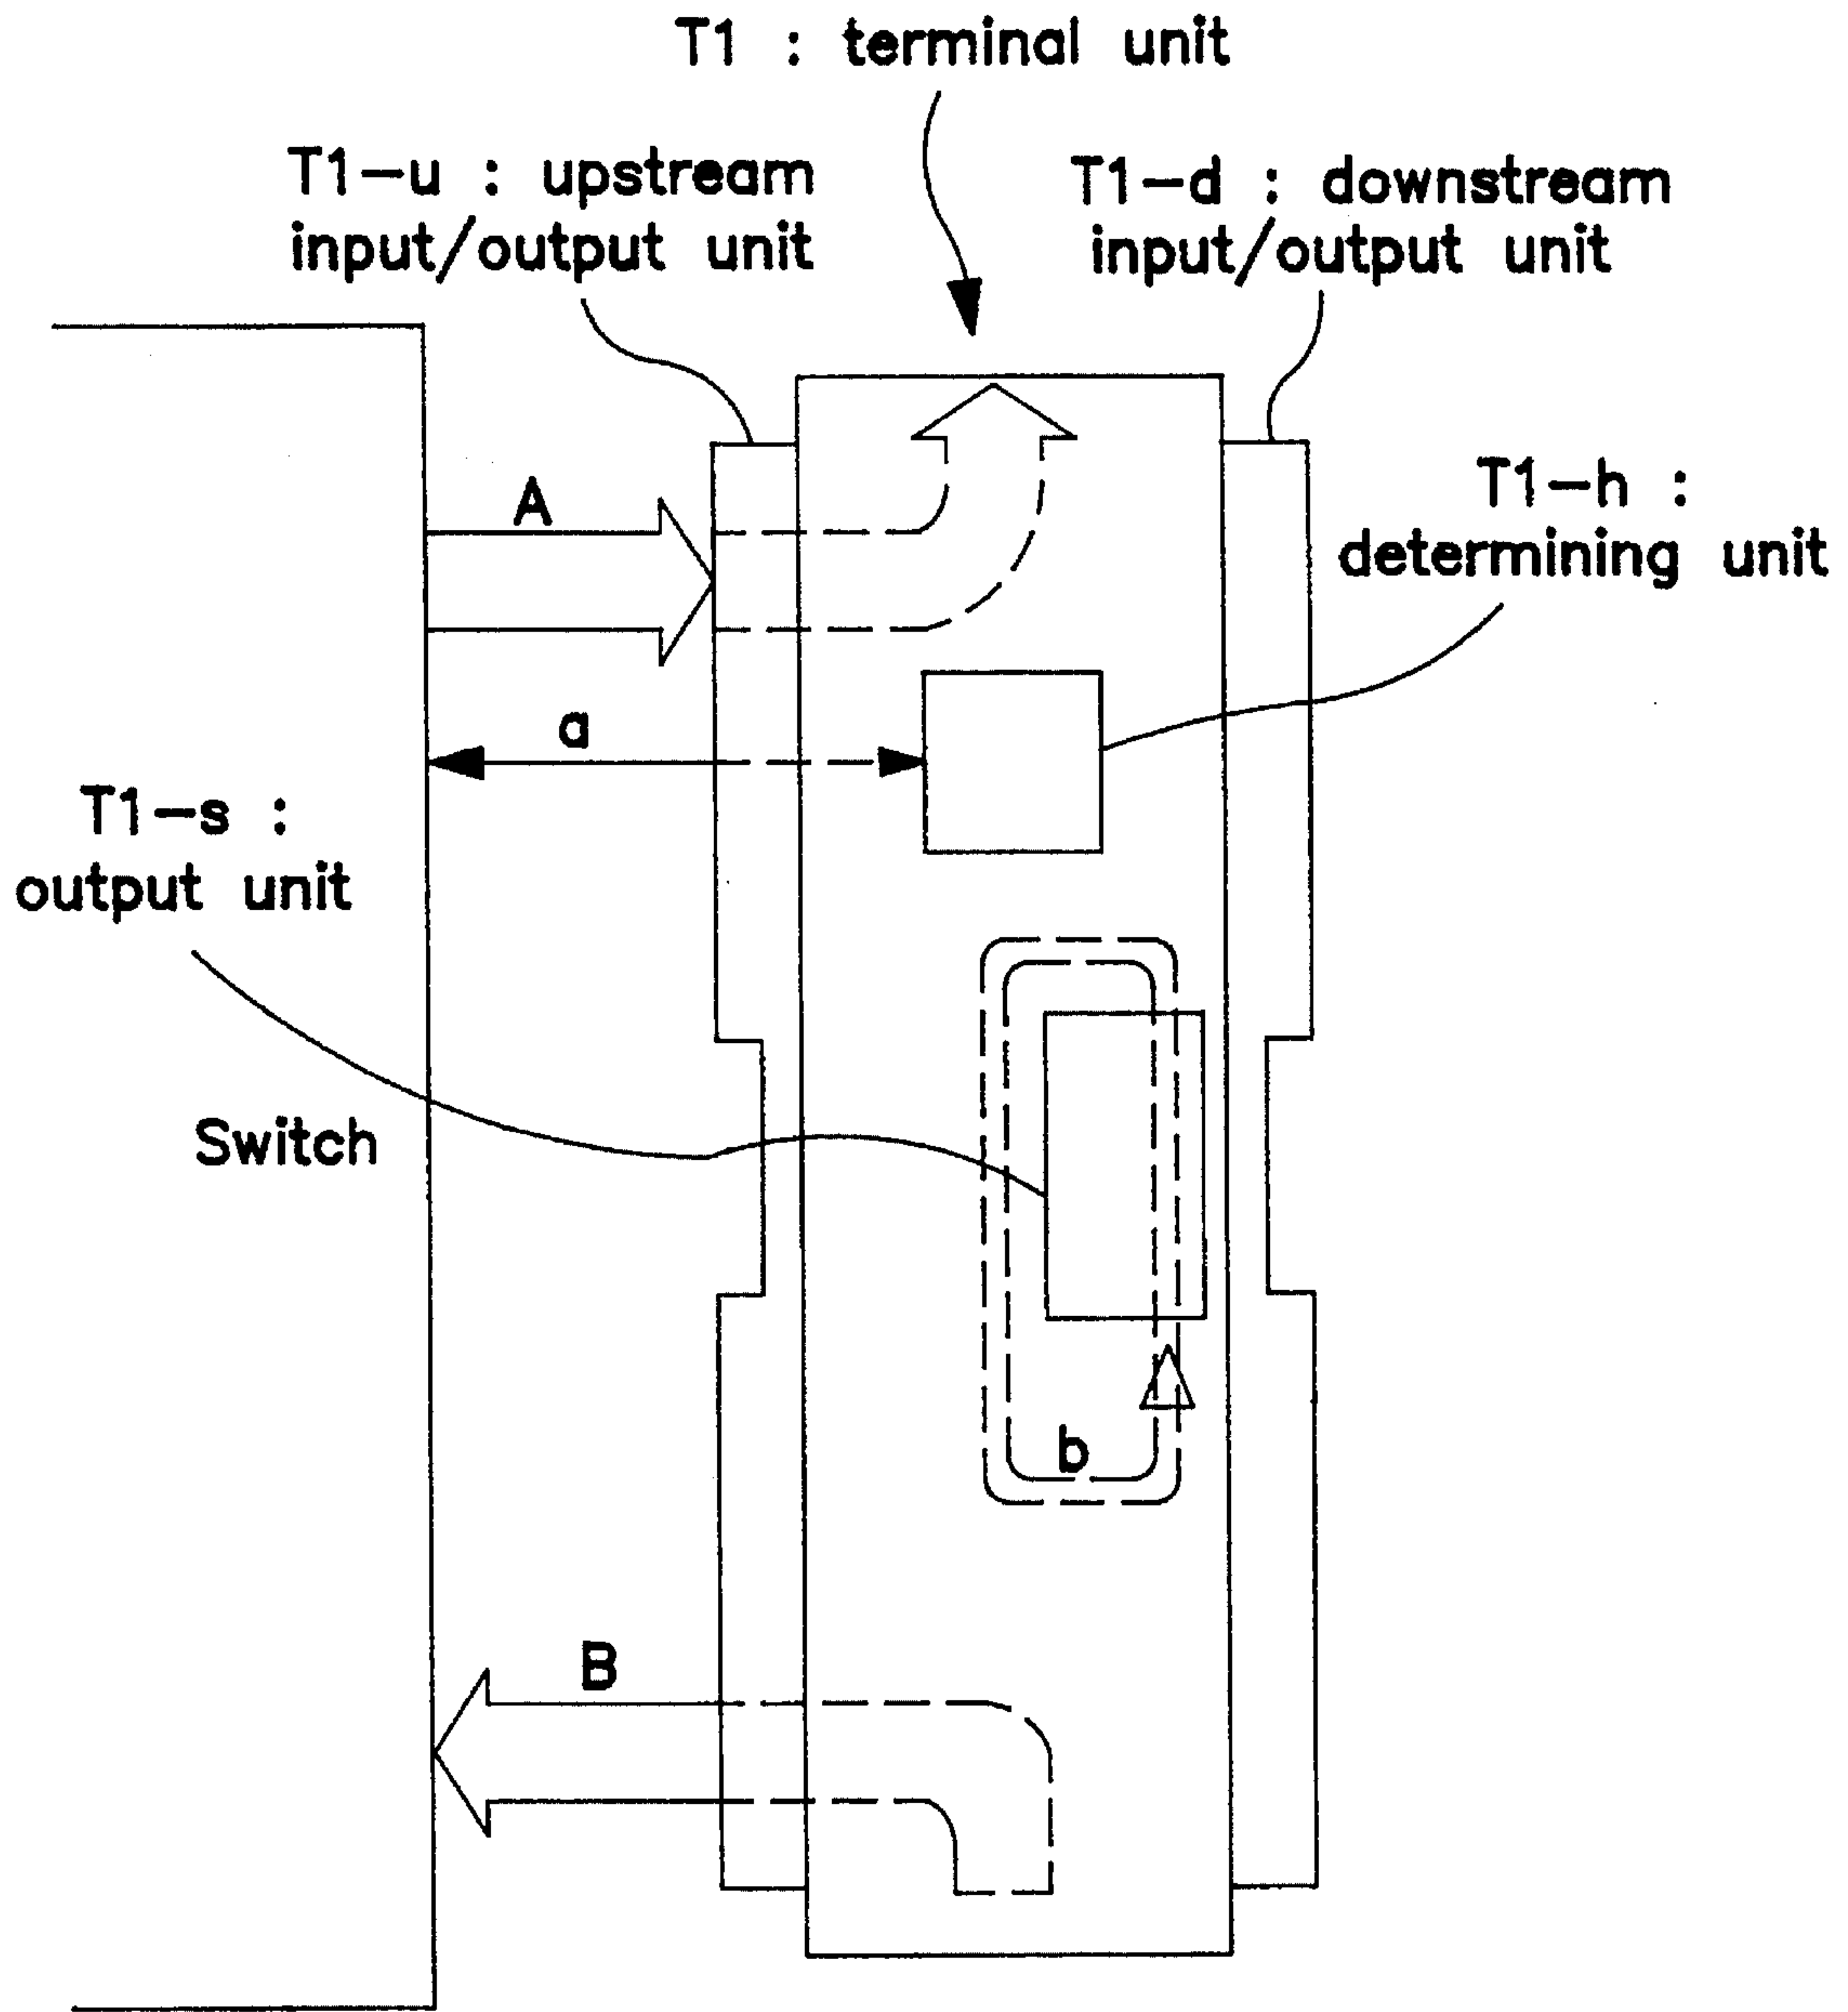 T1 : terminal unit
T1-u : upstream
input/output unit
T1-d : downstream
input/output unit
A
T1-h :
determining unit
a
T1-s :
output unit
Switch
b
B